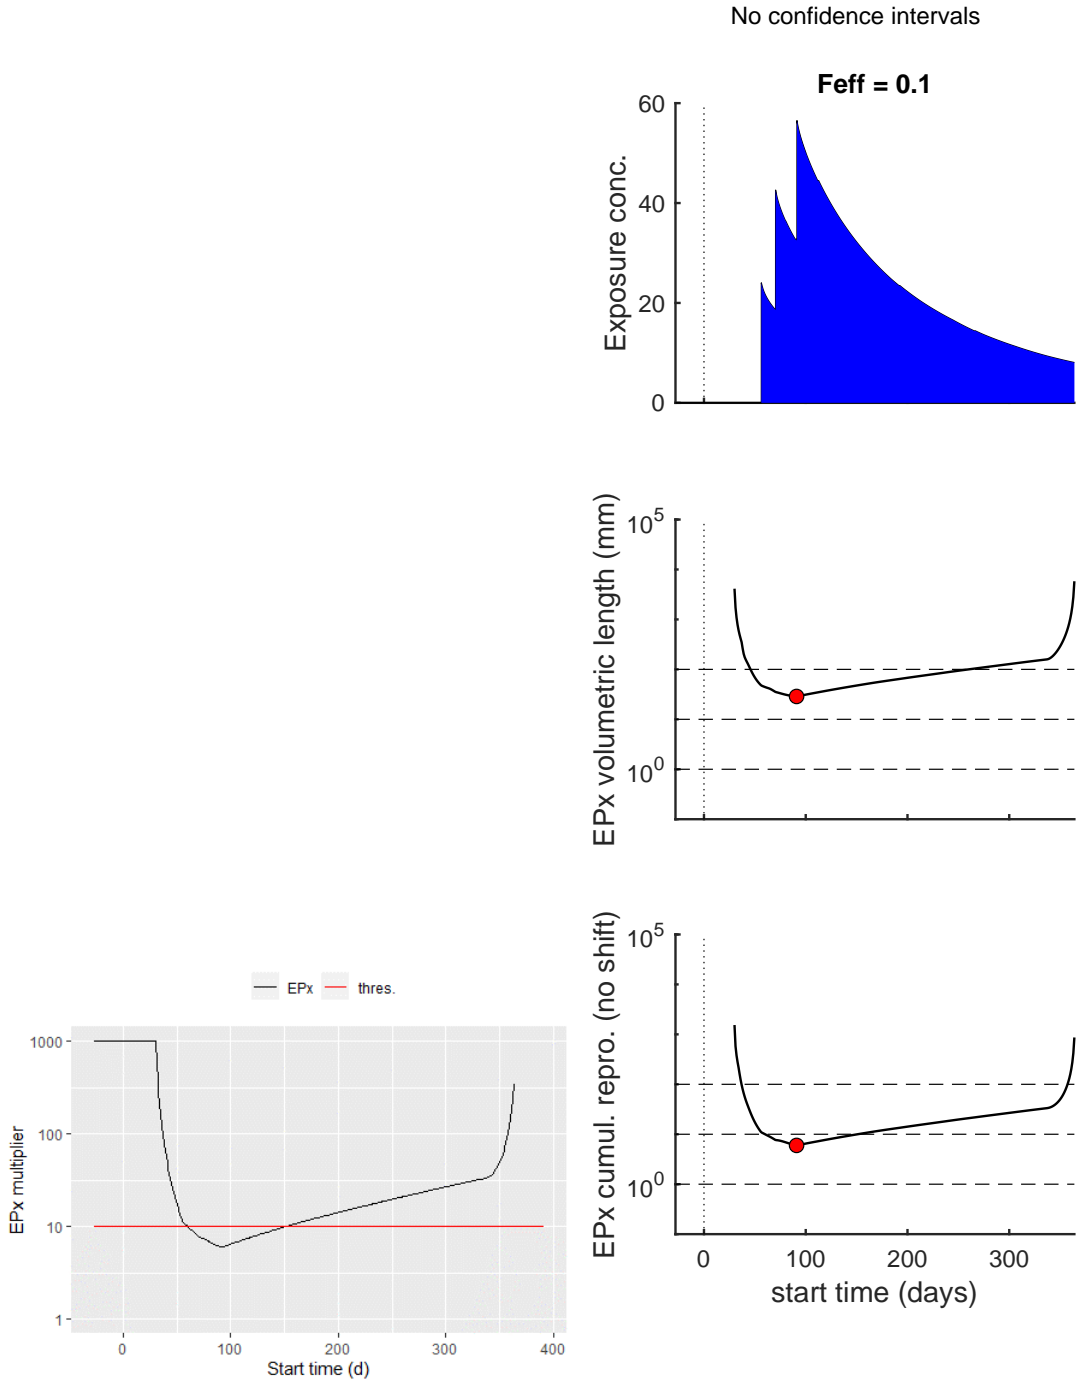 No confidence intervals
Feff = 0.1
Exposure conc.
60
40
20
0
EPx volumetric length (mm)
10^5
10^0
EPx cumul. repro. (no shift)
10^5
10^0
0 100 200 300
start time (days)
EPx thres.
EPx multiplier
1000
100
10
1
0 100 200 300 400
Start time (d)